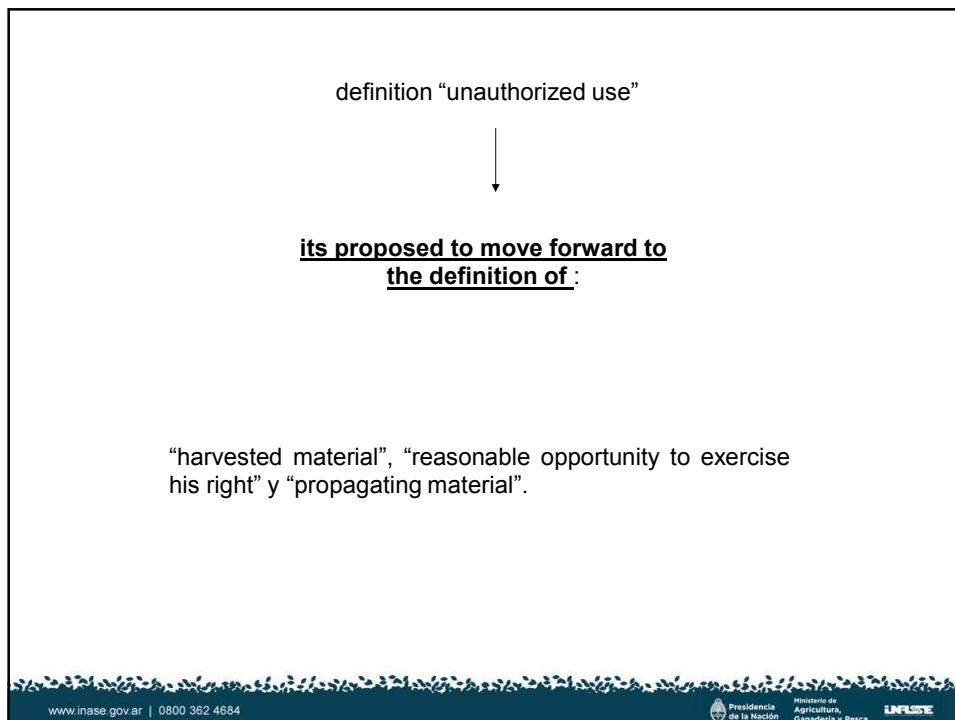 definition “unauthorized use”
its proposed to move forward to
the definition of :
“harvested material”, “reasonable opportunity to exercise
his right” y “propagating material”.
www.inase.gov.ar | 0800 362 4684
Presidencia
de la Nación
Ministerio de
Agricultura,
Ganadería y Pesca
INASE